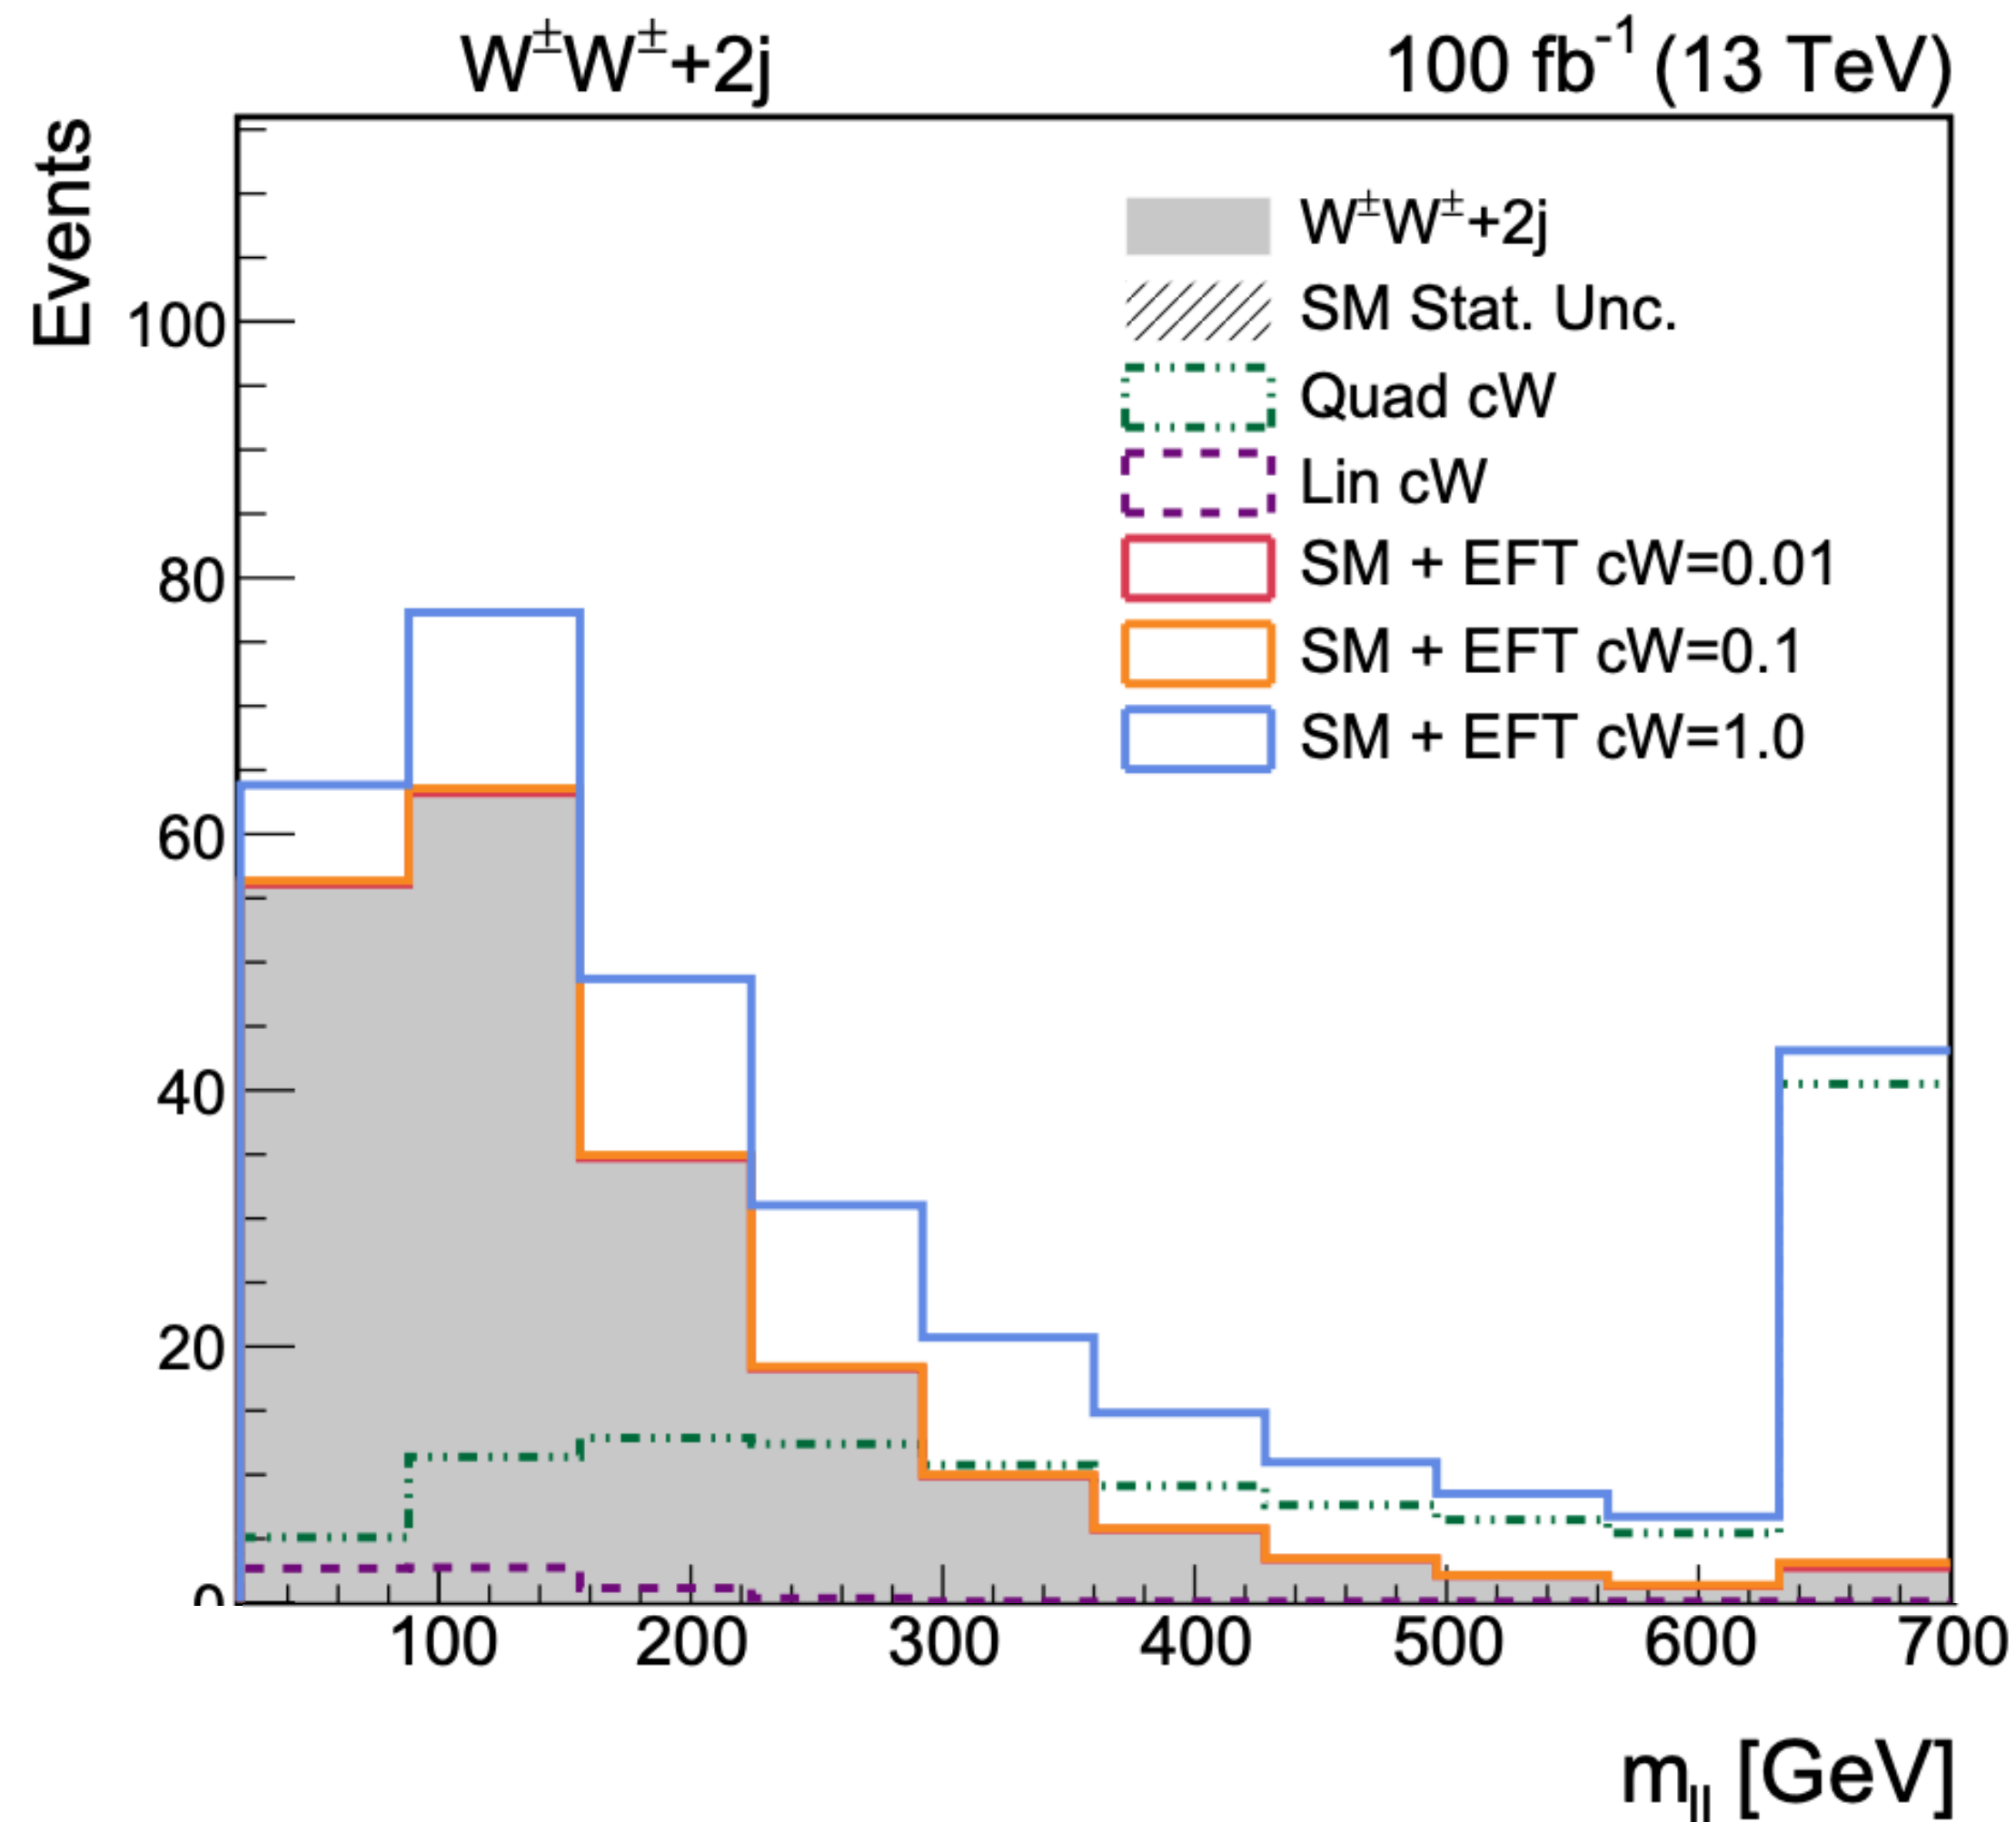 W±W±+2j 100 fb⁻¹ (13 TeV)
Events
W±W±+2j
SM Stat. Unc.
Quad cW
Lin cW
SM + EFT cW=0.01
SM + EFT cW=0.1
SM + EFT cW=1.0
100
80
60
40
20
0
100 200 300 400 500 600 700
m_ll [GeV]